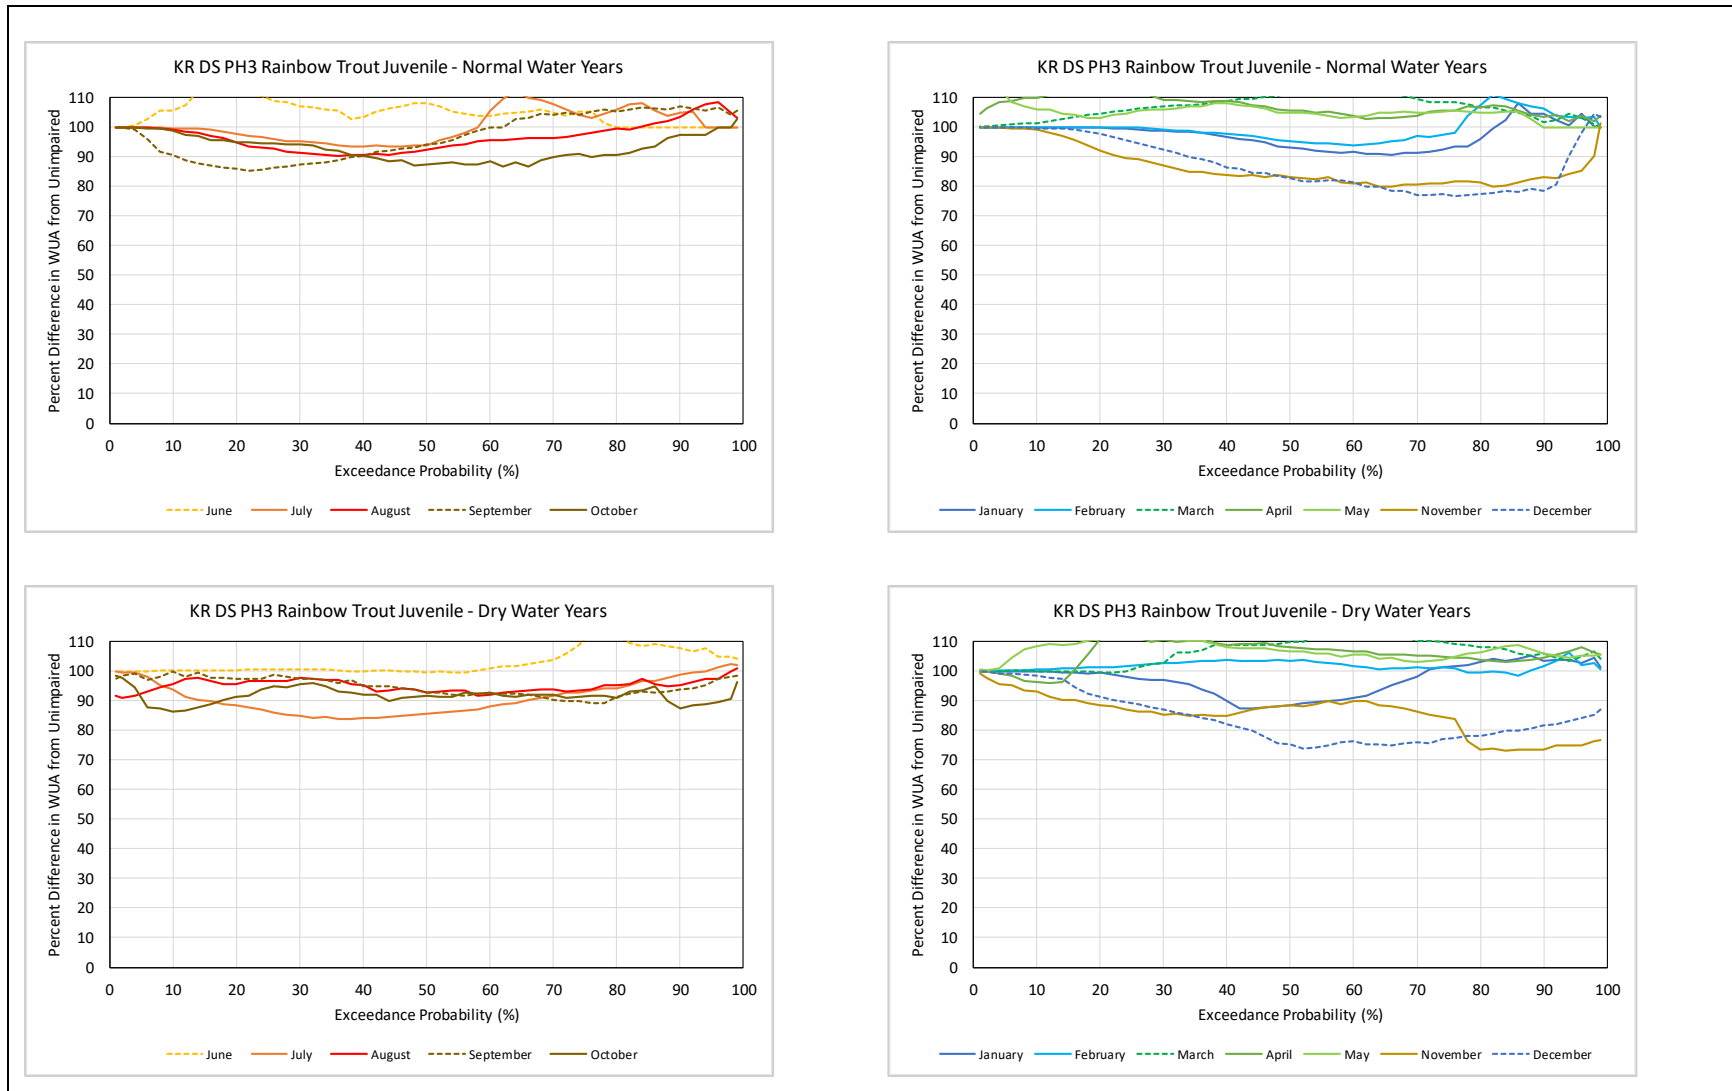 KR DS PH3 Rainbow Trout Juvenile - Normal Water Years
Percent Difference in WUA from Unimpaired
110
100
90
80
70
60
50
40
30
20
10
0
0 10 20 30 40 50 60 70 80 90 100
Exceedance Probability (%)
June July August September October
KR DS PH3 Rainbow Trout Juvenile - Normal Water Years
Percent Difference in WUA from Unimpaired
110
100
90
80
70
60
50
40
30
20
10
0
0 10 20 30 40 50 60 70 80 90 100
Exceedance Probability (%)
January February March April May November December
KR DS PH3 Rainbow Trout Juvenile - Dry Water Years
Percent Difference in WUA from Unimpaired
110
100
90
80
70
60
50
40
30
20
10
0
0 10 20 30 40 50 60 70 80 90 100
Exceedance Probability (%)
June July August September October
KR DS PH3 Rainbow Trout Juvenile - Dry Water Years
Percent Difference in WUA from Unimpaired
110
100
90
80
70
60
50
40
30
20
10
0
0 10 20 30 40 50 60 70 80 90 100
Exceedance Probability (%)
January February March April May November December